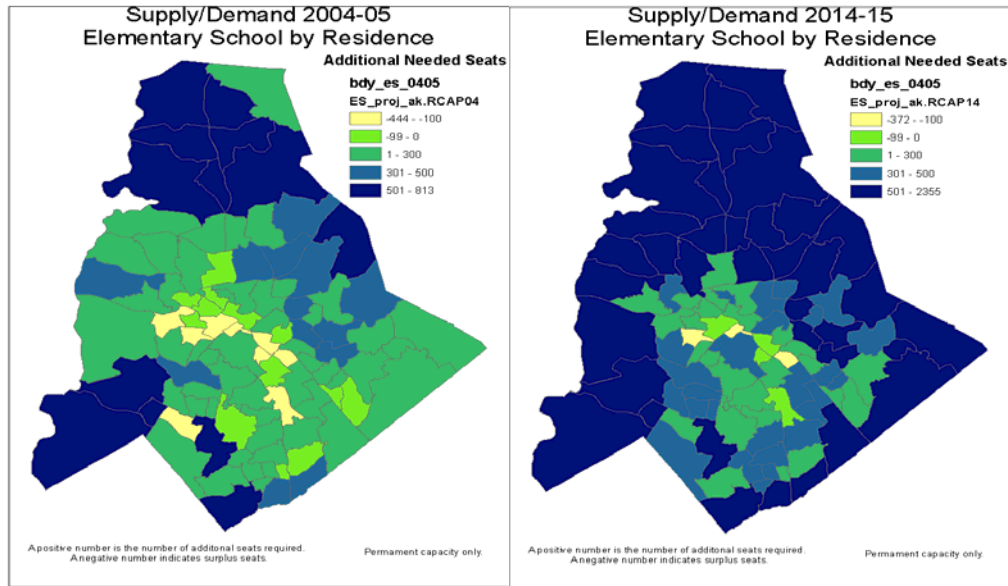 Supply/Demand 2004-05
Elementary School by Residence
Additional Needed Seats
bdy_es_0405
ES_proj_ak.RCAP04
-444 - -100
-99 - 0
1 - 300
301 - 500
501 - 813
A positive number is the number of additonal seats required.
A negative number indicates surplus seats.
Permament capacity only.
Supply/Demand 2014-15
Elementary School by Residence
Additional Needed Seats
bdy_es_0405
ES_proj_ak.RCAP14
-372 - -100
-99 - 0
1 - 300
301 - 500
501 - 2355
A positive number is the number of additonal seats required.
A negative number indicates surplus seats.
Permament capacity only.